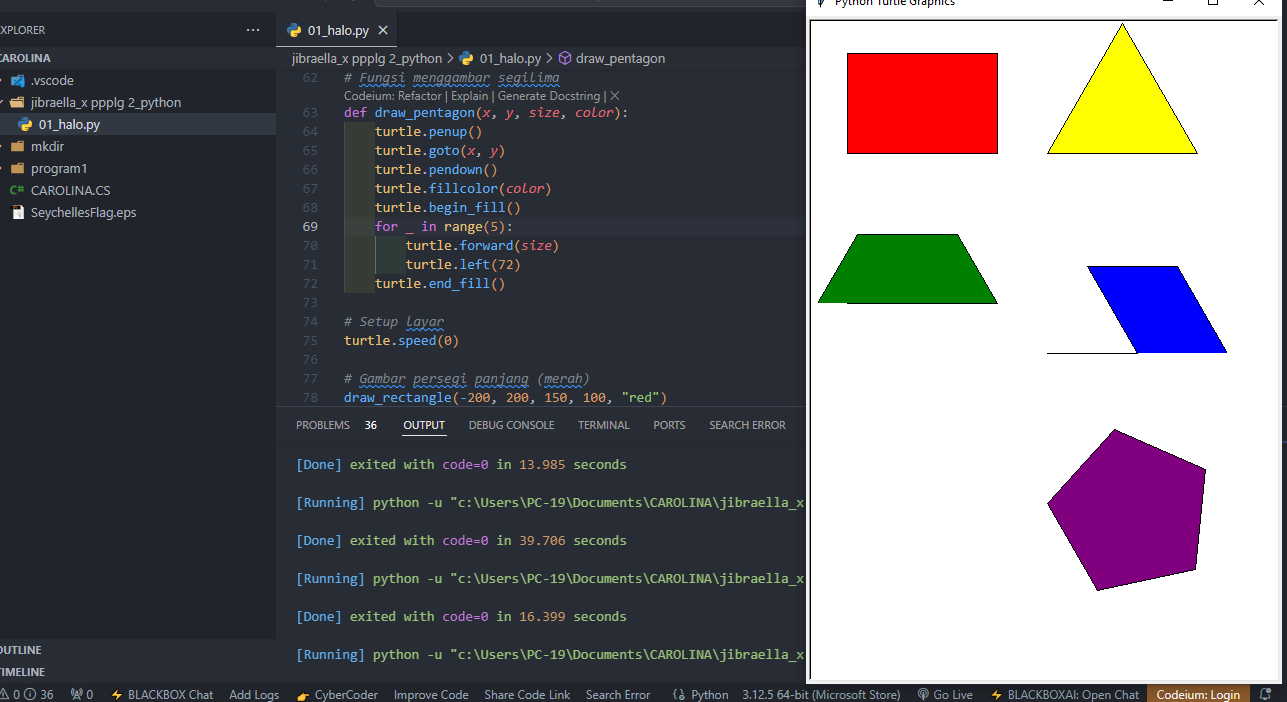 Python Turtle Graphics
XPLORER
...
01_halo.py
CAROLINA
jibraella_x ppplg 2_python > 01_halo.py > draw_pentagon
.vscode
jibraella_x ppplg 2_python
01_halo.py
mkdir
program1
CAROLINA.CS
SeychellesFlag.eps
62 # Fungsi menggambar segilima
Codeium: Refactor | Explain | Generate Docstring | X
63 def draw_pentagon(x, y, size, color):
64 turtle.penup()
65 turtle.goto(x, y)
66 turtle.pendown()
67 turtle.fillcolor(color)
68 turtle.begin_fill()
69 for _ in range(5):
70 turtle.forward(size)
71 turtle.left(72)
72 turtle.end_fill()
73
74 # Setup layar
75 turtle.speed(0)
76
77 # Gambar persegi panjang (merah)
78 draw_rectangle(-200, 200, 150, 100, "red")
PROBLEMS 36 OUTPUT DEBUG CONSOLE TERMINAL PORTS SEARCH ERROR
[Done] exited with code=0 in 13.985 seconds
[Running] python -u "c:\Users\PC-19\Documents\CAROLINA\jibraella_x
[Done] exited with code=0 in 39.706 seconds
[Running] python -u "c:\Users\PC-19\Documents\CAROLINA\jibraella_x
[Done] exited with code=0 in 16.399 seconds
[Running] python -u "c:\Users\PC-19\Documents\CAROLINA\jibraella_x
OUTLINE
TIMELINE
0 36 0 BLACKBOX Chat Add Logs CyberCoder Improve Code Share Code Link Search Error Python 3.12.5 64-bit (Microsoft Store) Go Live BLACKBOXAI: Open Chat Codeium: Login